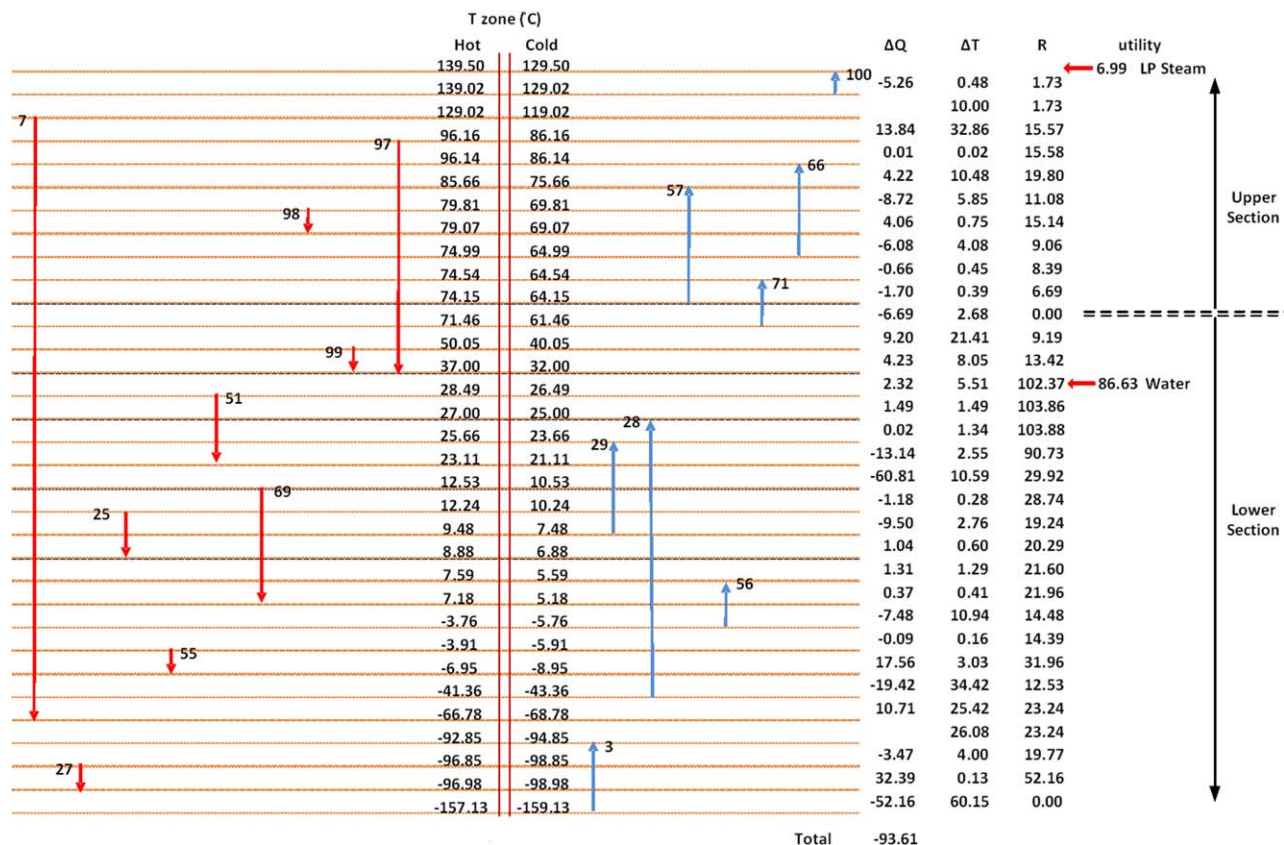 T zone (˚C)
Hot Cold ΔQ ΔT R utility
139.50 129.50 6.99 LP Steam
100 -5.26 0.48 1.73
139.02 129.02
10.00 1.73
7 129.02 119.02
13.84 32.86 15.57
96.16 86.16
97 0.01 0.02 15.58
96.14 86.14
66 4.22 10.48 19.80
85.66 75.66
57 -8.72 5.85 11.08
79.81 69.81
98 4.06 0.75 15.14
79.07 69.07
-6.08 4.08 9.06
74.99 64.99
-0.66 0.45 8.39
74.54 64.54
71 -1.70 0.39 6.69
74.15 64.15
-6.69 2.68 0.00
71.46 61.46
9.20 21.41 9.19
50.05 40.05
99 4.23 8.05 13.42
37.00 32.00
2.32 5.51 102.37 86.63 Water
28.49 26.49
51 1.49 1.49 103.86
27.00 25.00
28 0.02 1.34 103.88
25.66 23.66
29 -13.14 2.55 90.73
23.11 21.11
-60.81 10.59 29.92
12.53 10.53
69 -1.18 0.28 28.74
12.24 10.24
25 -9.50 2.76 19.24
9.48 7.48
1.04 0.60 20.29
8.88 6.88
1.31 1.29 21.60
7.59 5.59
56 0.37 0.41 21.96
7.18 5.18
-7.48 10.94 14.48
-3.76 -5.76
-0.09 0.16 14.39
-3.91 -5.91
55 17.56 3.03 31.96
-6.95 -8.95
-19.42 34.42 12.53
-41.36 -43.36
10.71 25.42 23.24
-66.78 -68.78
26.08 23.24
-92.85 -94.85
3 -3.47 4.00 19.77
-96.85 -98.85
27 32.39 0.13 52.16
-96.98 -98.98
-52.16 60.15 0.00
-157.13 -159.13
Total -93.61
Upper
Section
Lower
Section